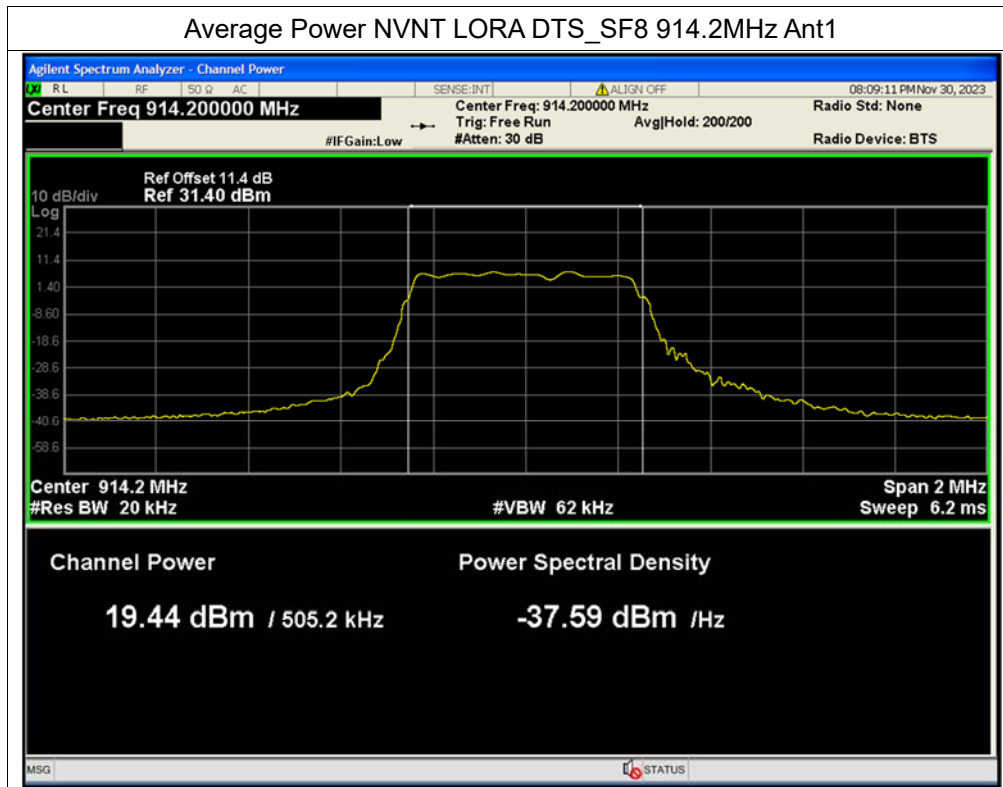 Average Power NVNT LORA DTS_SF8 914.2MHz Ant1
Agilent Spectrum Analyzer - Channel Power
LXI RL RF 50 Ω AC SENSE:INT ALIGN OFF 08:09:11 PM Nov 30, 2023
Center Freq 914.200000 MHz
Center Freq: 914.200000 MHz
Radio Std: None
Trig: Free Run Avg|Hold: 200/200
#IFGain:Low
#Atten: 30 dB
Radio Device: BTS
Ref Offset 11.4 dB
10 dB/div Ref 31.40 dBm
Log
21.4
11.4
1.40
-8.60
-18.6
-28.6
-38.6
-40.6
-58.6
Center 914.2 MHz Span 2 MHz
#Res BW 20 kHz #VBW 62 kHz Sweep 6.2 ms
Channel Power Power Spectral Density
19.44 dBm / 505.2 kHz -37.59 dBm /Hz
MSG STATUS